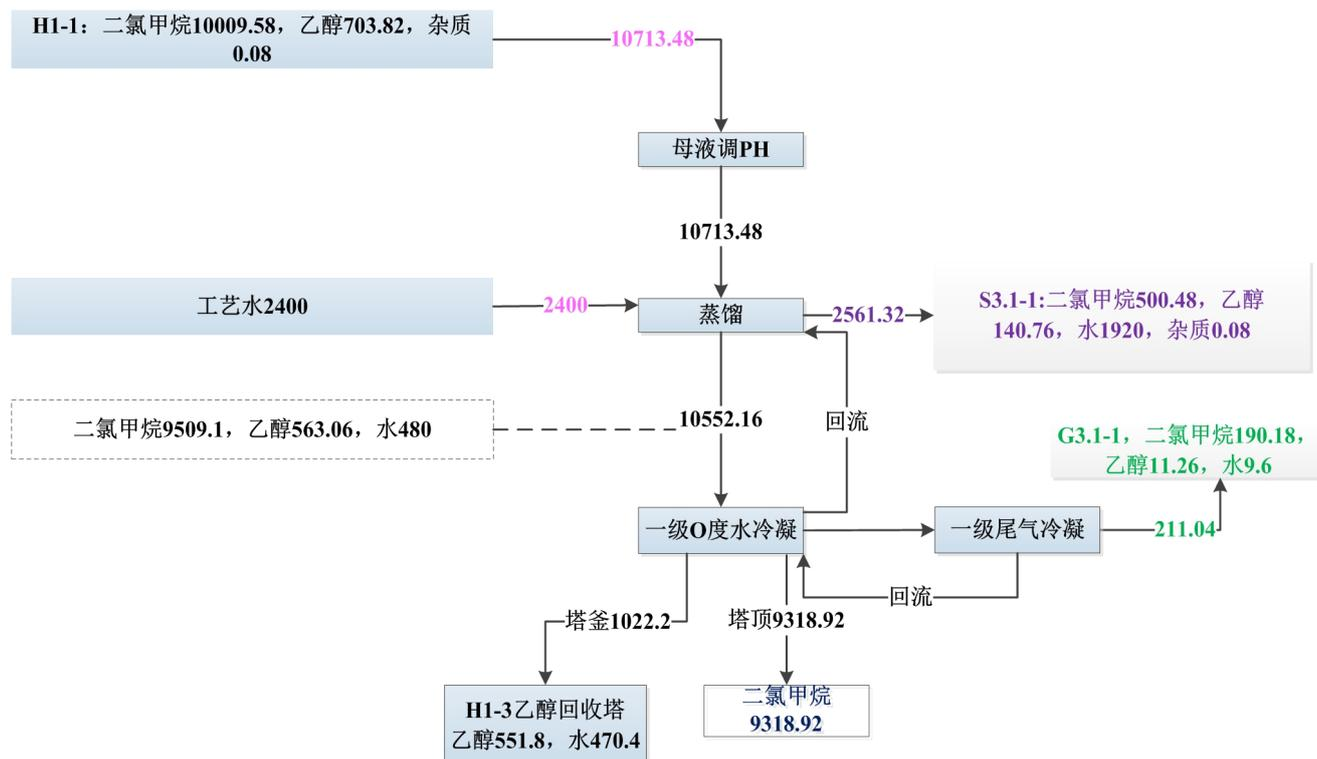 H1-1：二氯甲烷10009.58，乙醇703.82，杂质
0.08
10713.48
母液调PH
10713.48
工艺水2400
2400
蒸馏
2561.32
S3.1-1:二氯甲烷500.48，乙醇
140.76，水1920，杂质0.08
二氯甲烷9509.1，乙醇563.06，水480
10552.16
回流
G3.1-1，二氯甲烷190.18，
乙醇11.26，水9.6
一级O度水冷凝
一级尾气冷凝
211.04
回流
塔釜1022.2
塔顶9318.92
H1-3乙醇回收塔
乙醇551.8，水470.4
二氯甲烷
9318.92